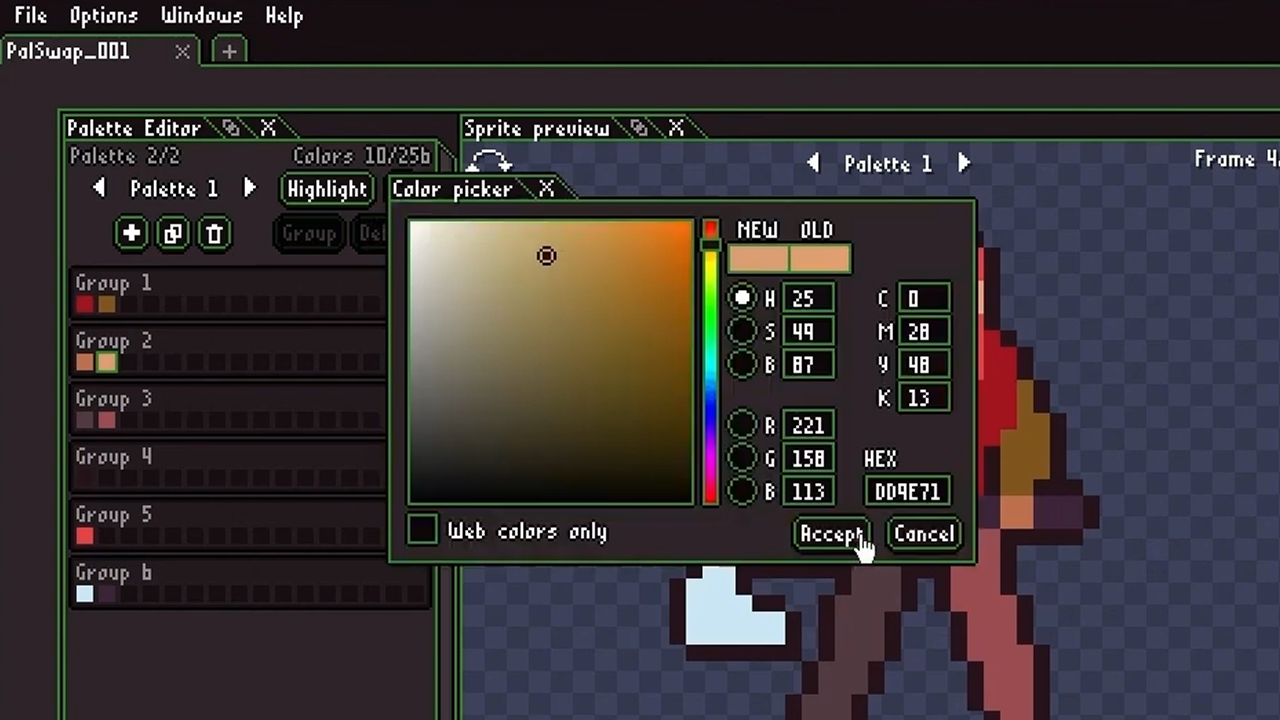 File Options Windows Help
PalSwap_001
Palette Editor
Sprite preview
Palette 2/2 Colors 10/256
Palette 1 Highlight
Palette 1
Frame 4
Color picker
Group
Group 1
Group 2
Group 3
Group 4
Group 5
Group 6
NEW OLD
H 25
S 49
B 87
C 0
M 28
Y 48
K 13
R 221
G 158
B 113
HEX
DD9E71
Web colors only
Accept Cancel